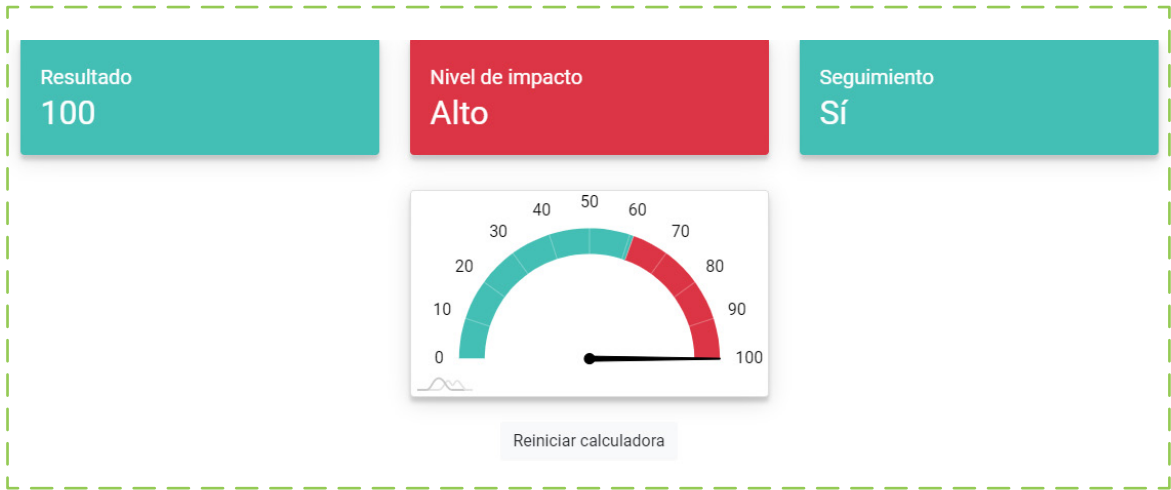 Resultado
100
Nivel de impacto
Alto
Seguimiento
Sí
0
10
20
30
40
50
60
70
80
90
100
Reiniciar calculadora